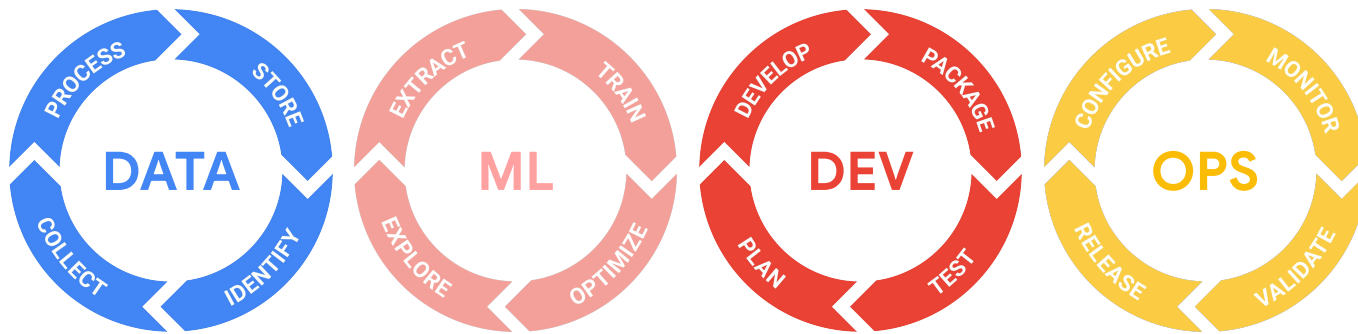 PROCESS
STORE
IDENTIFY
COLLECT
DATA
EXTRACT
TRAIN
OPTIMIZE
EXPLORE
ML
DEVELOP
PACKAGE
TEST
PLAN
DEV
CONFIGURE
MONITOR
VALIDATE
RELEASE
OPS